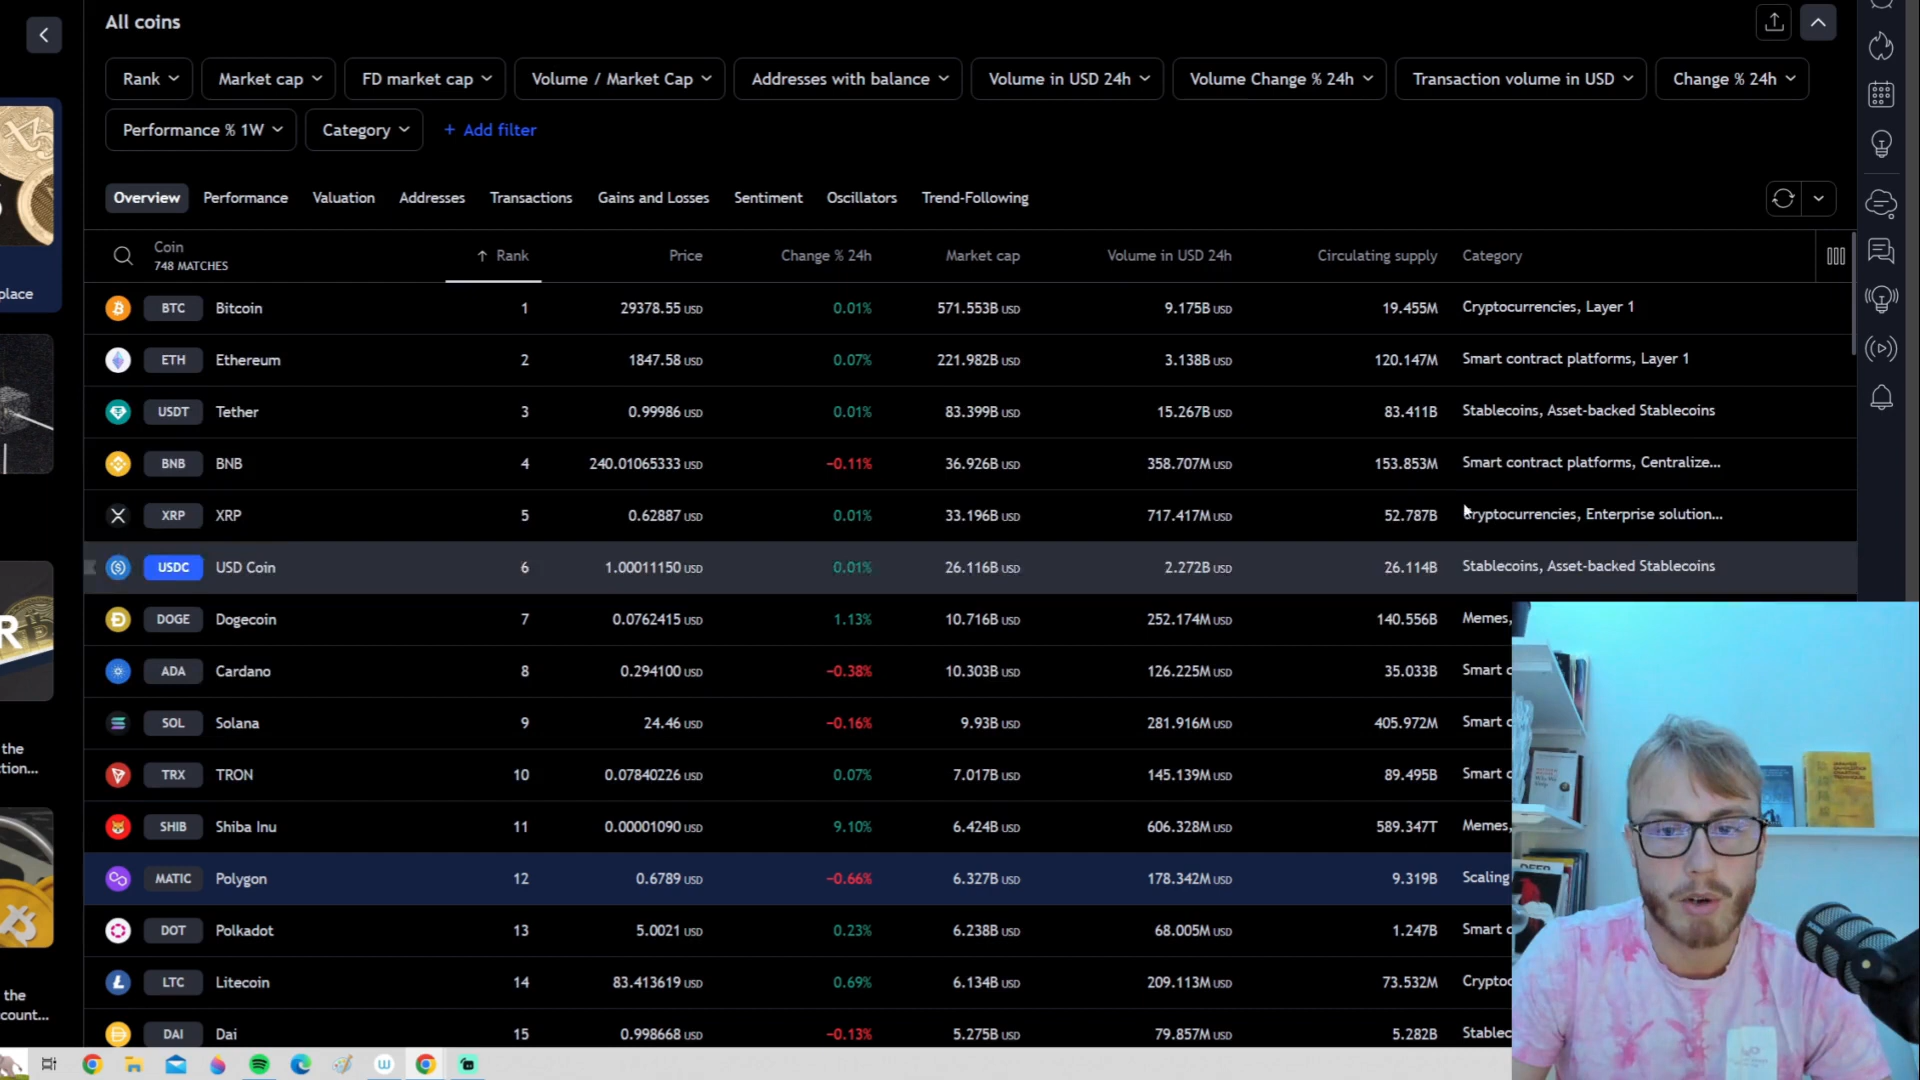 All coins
Rank Market cap FD market cap Volume / Market Cap Addresses with balance Volume in USD 24h Volume Change % 24h Transaction volume in USD Change % 24h
Performance % 1W Category + Add filter
Overview Performance Valuation Addresses Transactions Gains and Losses Sentiment Oscillators Trend-Following
Coin
748 MATCHES
↑ Rank Price Change % 24h Market cap Volume in USD 24h Circulating supply Category
BTC Bitcoin 1 29378.55 USD 0.01% 571.553B USD 9.175B USD 19.455M Cryptocurrencies, Layer 1
ETH Ethereum 2 1847.58 USD 0.07% 221.982B USD 3.138B USD 120.147M Smart contract platforms, Layer 1
USDT Tether 3 0.99986 USD 0.01% 83.399B USD 15.267B USD 83.411B Stablecoins, Asset-backed Stablecoins
BNB BNB 4 240.01065333 USD −0.11% 36.926B USD 358.707M USD 153.853M Smart contract platforms, Centralize...
XRP XRP 5 0.62887 USD 0.01% 33.196B USD 717.417M USD 52.787B Cryptocurrencies, Enterprise solution...
USDC USD Coin 6 1.00011150 USD 0.01% 26.116B USD 2.272B USD 26.114B Stablecoins, Asset-backed Stablecoins
DOGE Dogecoin 7 0.0762415 USD 1.13% 10.716B USD 252.174M USD 140.556B Memes,
ADA Cardano 8 0.294100 USD −0.38% 10.303B USD 126.225M USD 35.033B Smart c
SOL Solana 9 24.46 USD −0.16% 9.93B USD 281.916M USD 405.972M Smart c
TRX TRON 10 0.07840226 USD 0.07% 7.017B USD 145.139M USD 89.495B Smart c
SHIB Shiba Inu 11 0.00001090 USD 9.10% 6.424B USD 606.328M USD 589.347T Memes,
MATIC Polygon 12 0.6789 USD −0.66% 6.327B USD 178.342M USD 9.319B Scaling
DOT Polkadot 13 5.0021 USD 0.23% 6.238B USD 68.005M USD 1.247B Smart c
LTC Litecoin 14 83.413619 USD 0.69% 6.134B USD 209.113M USD 73.532M Cryptoc
DAI Dai 15 0.998668 USD −0.13% 5.275B USD 79.857M USD 5.282B Stablec
place
R
the
tion...
the
count...